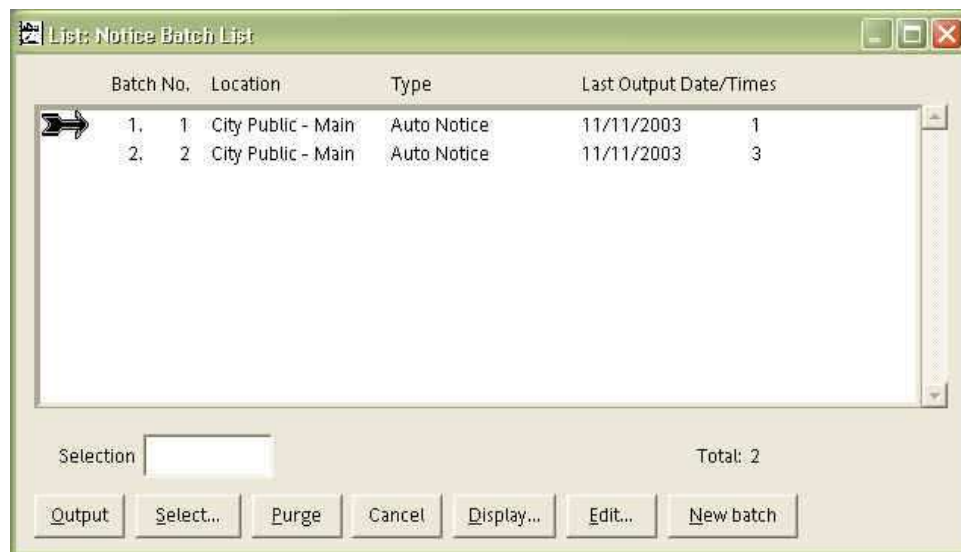 List: Notice Batch List
Batch No. Location Type Last Output Date/Times
1. 1 City Public - Main Auto Notice 11/11/2003 1
2. 2 City Public - Main Auto Notice 11/11/2003 3
Selection Total: 2
Output Select... Purge Cancel Display... Edit... New batch